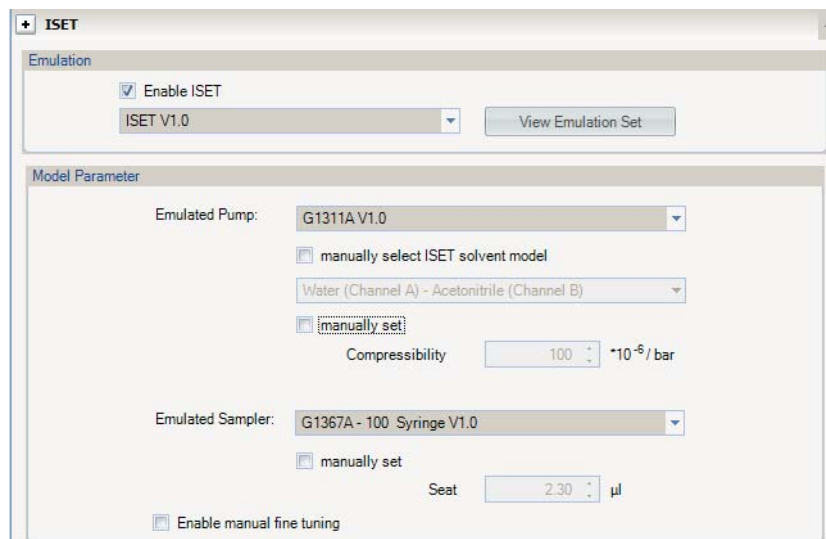 + ISET
Emulation
Enable ISET
ISET V1.0 View Emulation Set
Model Parameter
Emulated Pump: G1311A V1.0
manually select ISET solvent model
Water (Channel A) - Acetonitrile (Channel B)
manually set
Compressibility 100 *10⁻⁶ / bar
Emulated Sampler: G1367A - 100 Syringe V1.0
manually set
Seat 2.30 µl
Enable manual fine tuning